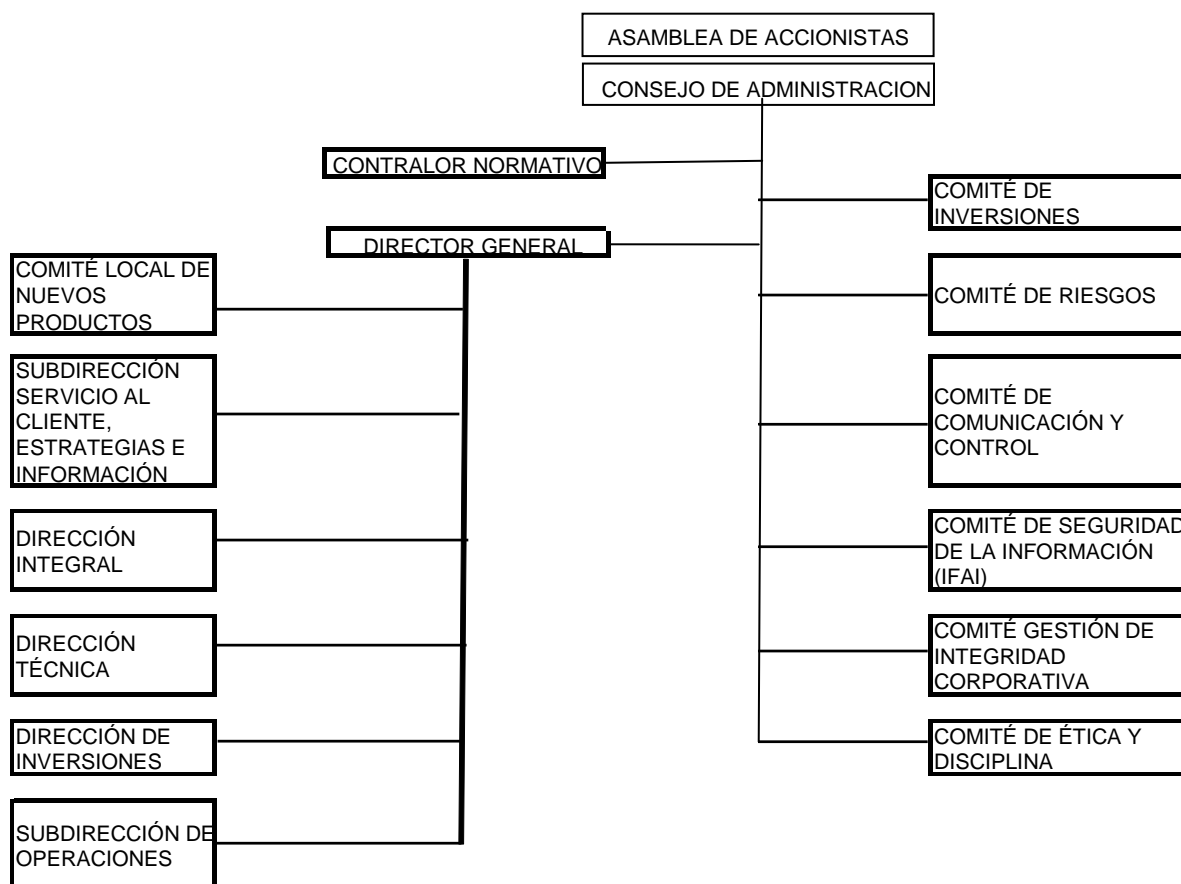 ASAMBLEA DE ACCIONISTAS
CONSEJO DE ADMINISTRACION
CONTRALOR NORMATIVO
DIRECTOR GENERAL
COMITÉ LOCAL DE
NUEVOS
PRODUCTOS
SUBDIRECCIÓN
SERVICIO AL
CLIENTE,
ESTRATEGIAS E
INFORMACIÓN
DIRECCIÓN
INTEGRAL
DIRECCIÓN
TÉCNICA
DIRECCIÓN DE
INVERSIONES
SUBDIRECCIÓN DE
OPERACIONES
COMITÉ DE
INVERSIONES
COMITÉ DE RIESGOS
COMITÉ DE
COMUNICACIÓN Y
CONTROL
COMITÉ DE SEGURIDAD
DE LA INFORMACIÓN
(IFAI)
COMITÉ GESTIÓN DE
INTEGRIDAD
CORPORATIVA
COMITÉ DE ÉTICA Y
DISCIPLINA